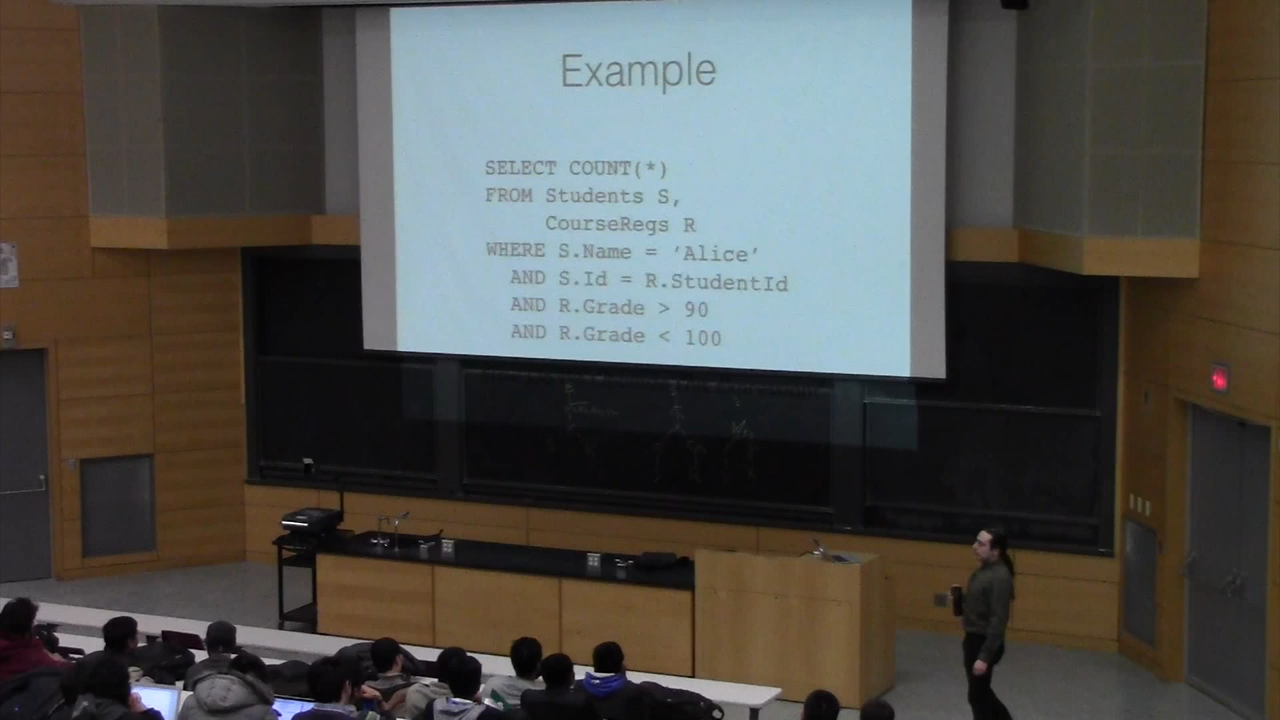 Example
SELECT COUNT(*)
FROM Students S,
CourseRegs R
WHERE S.Name = ‘Alice’
AND S.Id = R.StudentId
AND R.Grade > 90
AND R.Grade < 100